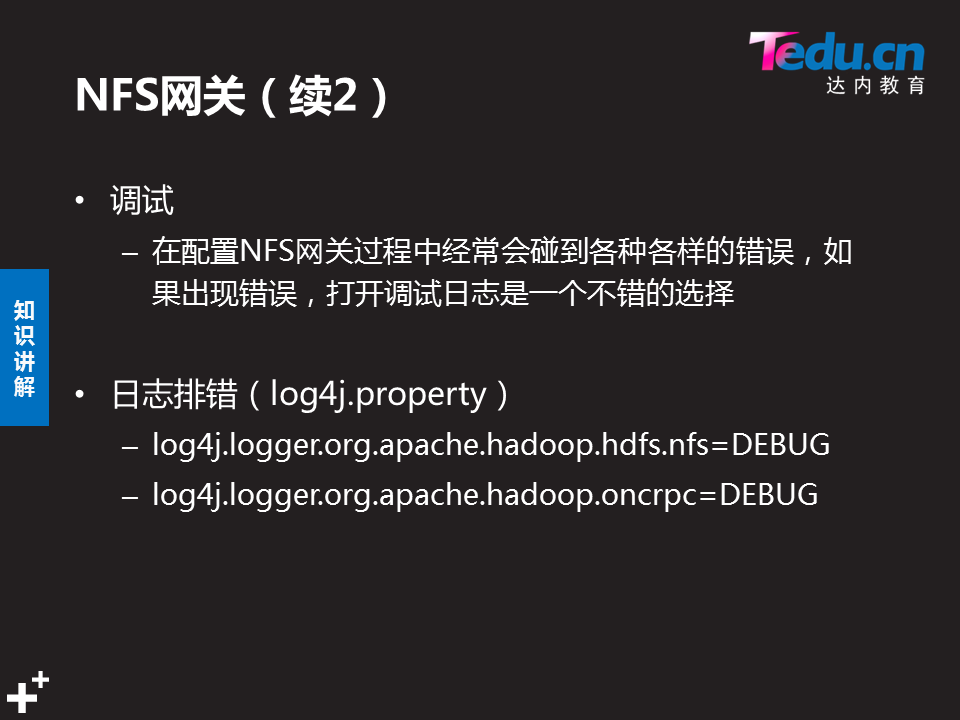 Tedu.cn
达内教育
NFS网关（续2）
• 调试
– 在配置NFS网关过程中经常会碰到各种各样的错误，如
果出现错误，打开调试日志是一个不错的选择
知识讲解
• 日志排错（log4j.property）
– log4j.logger.org.apache.hadoop.hdfs.nfs=DEBUG
– log4j.logger.org.apache.hadoop.oncrpc=DEBUG